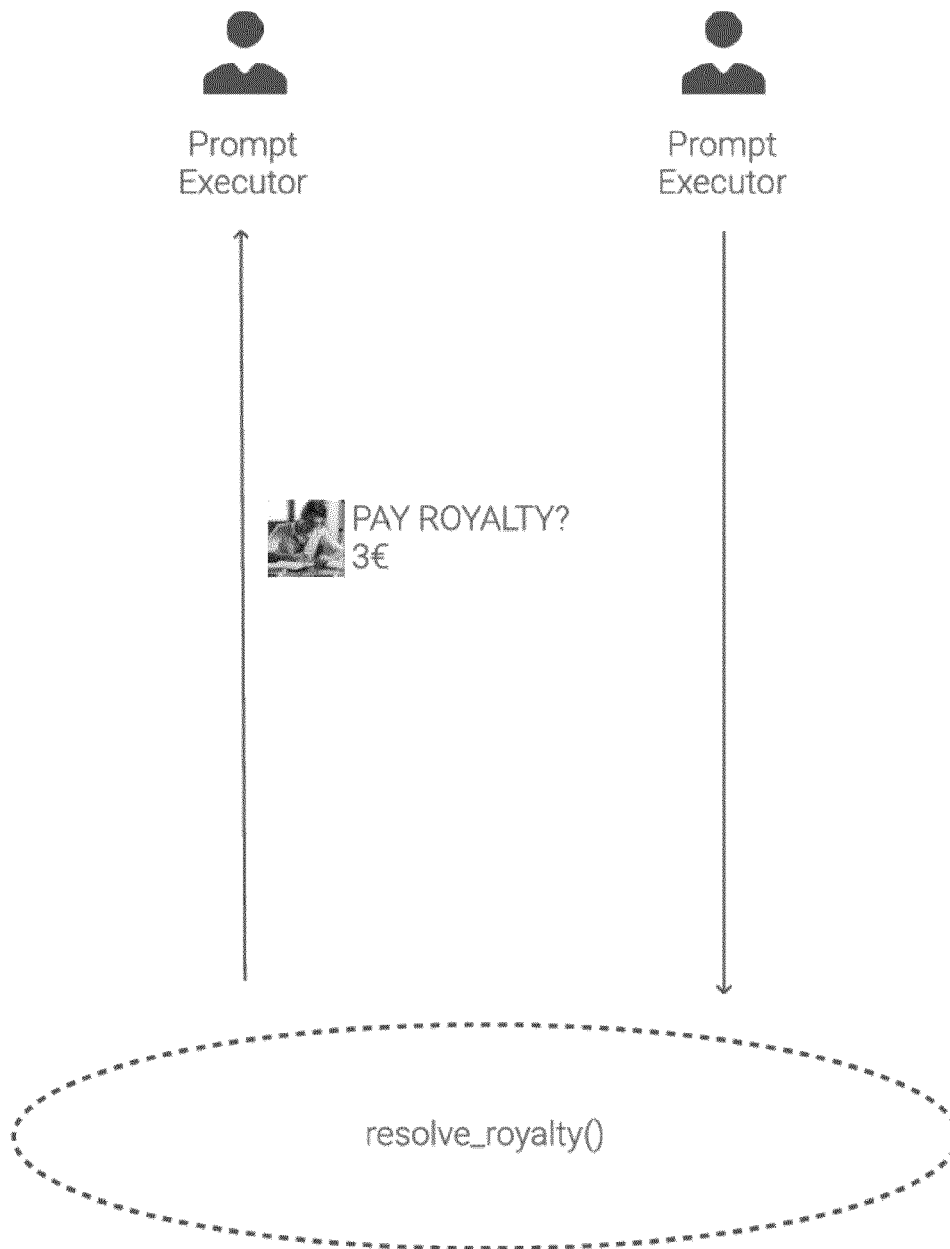 Prompt
Executor
Prompt
Executor
PAY ROYALTY?
3€
resolve_royalty()